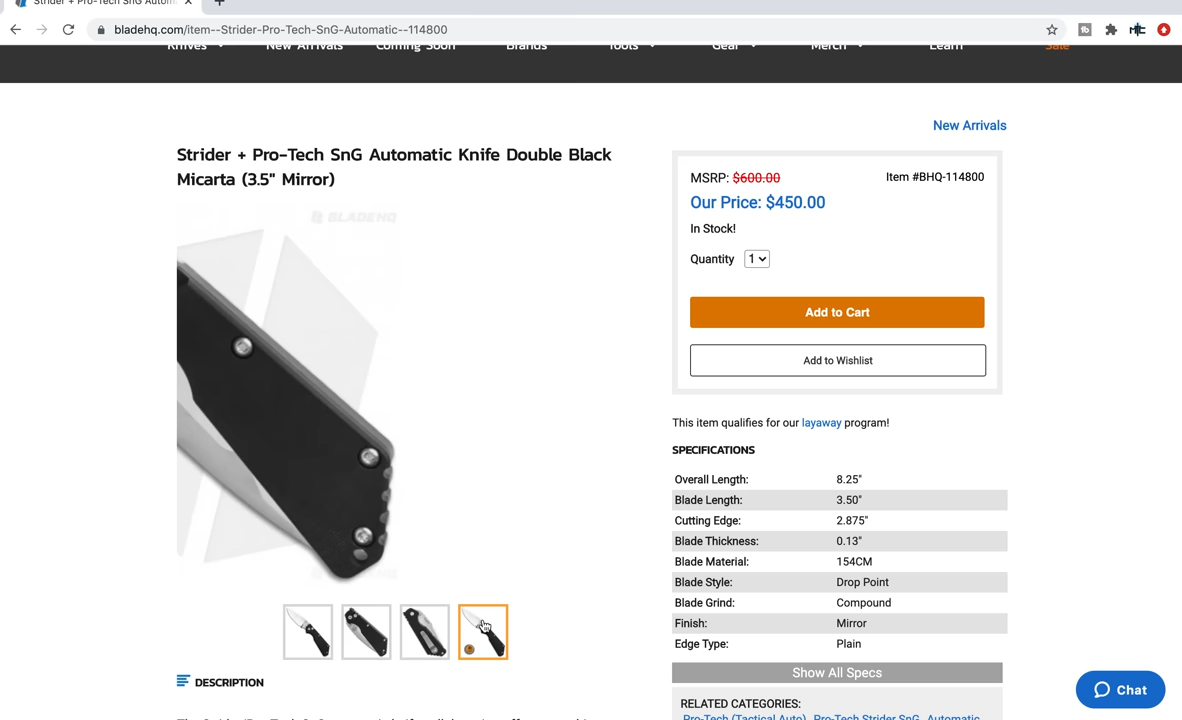 Strider + Pro-Tech SnG Autom
bladehq.com/item--Strider-Pro-Tech-SnG-Automatic--114800
Knives New Arrivals Coming Soon Brands Tools Gear Merch Learn Sale
New Arrivals
Strider + Pro-Tech SnG Automatic Knife Double Black
Micarta (3.5" Mirror)
BLADEHQ
MSRP: $600.00 Item #BHQ-114800
Our Price: $450.00
In Stock!
Quantity 1
Add to Cart
Add to Wishlist
This item qualifies for our layaway program!
SPECIFICATIONS
Overall Length: 8.25"
Blade Length: 3.50"
Cutting Edge: 2.875"
Blade Thickness: 0.13"
Blade Material: 154CM
Blade Style: Drop Point
Blade Grind: Compound
Finish: Mirror
Edge Type: Plain
Show All Specs
RELATED CATEGORIES:
Pro-Tech (Tactical Auto), Pro-Tech Strider SnG, Automatic
DESCRIPTION
Chat